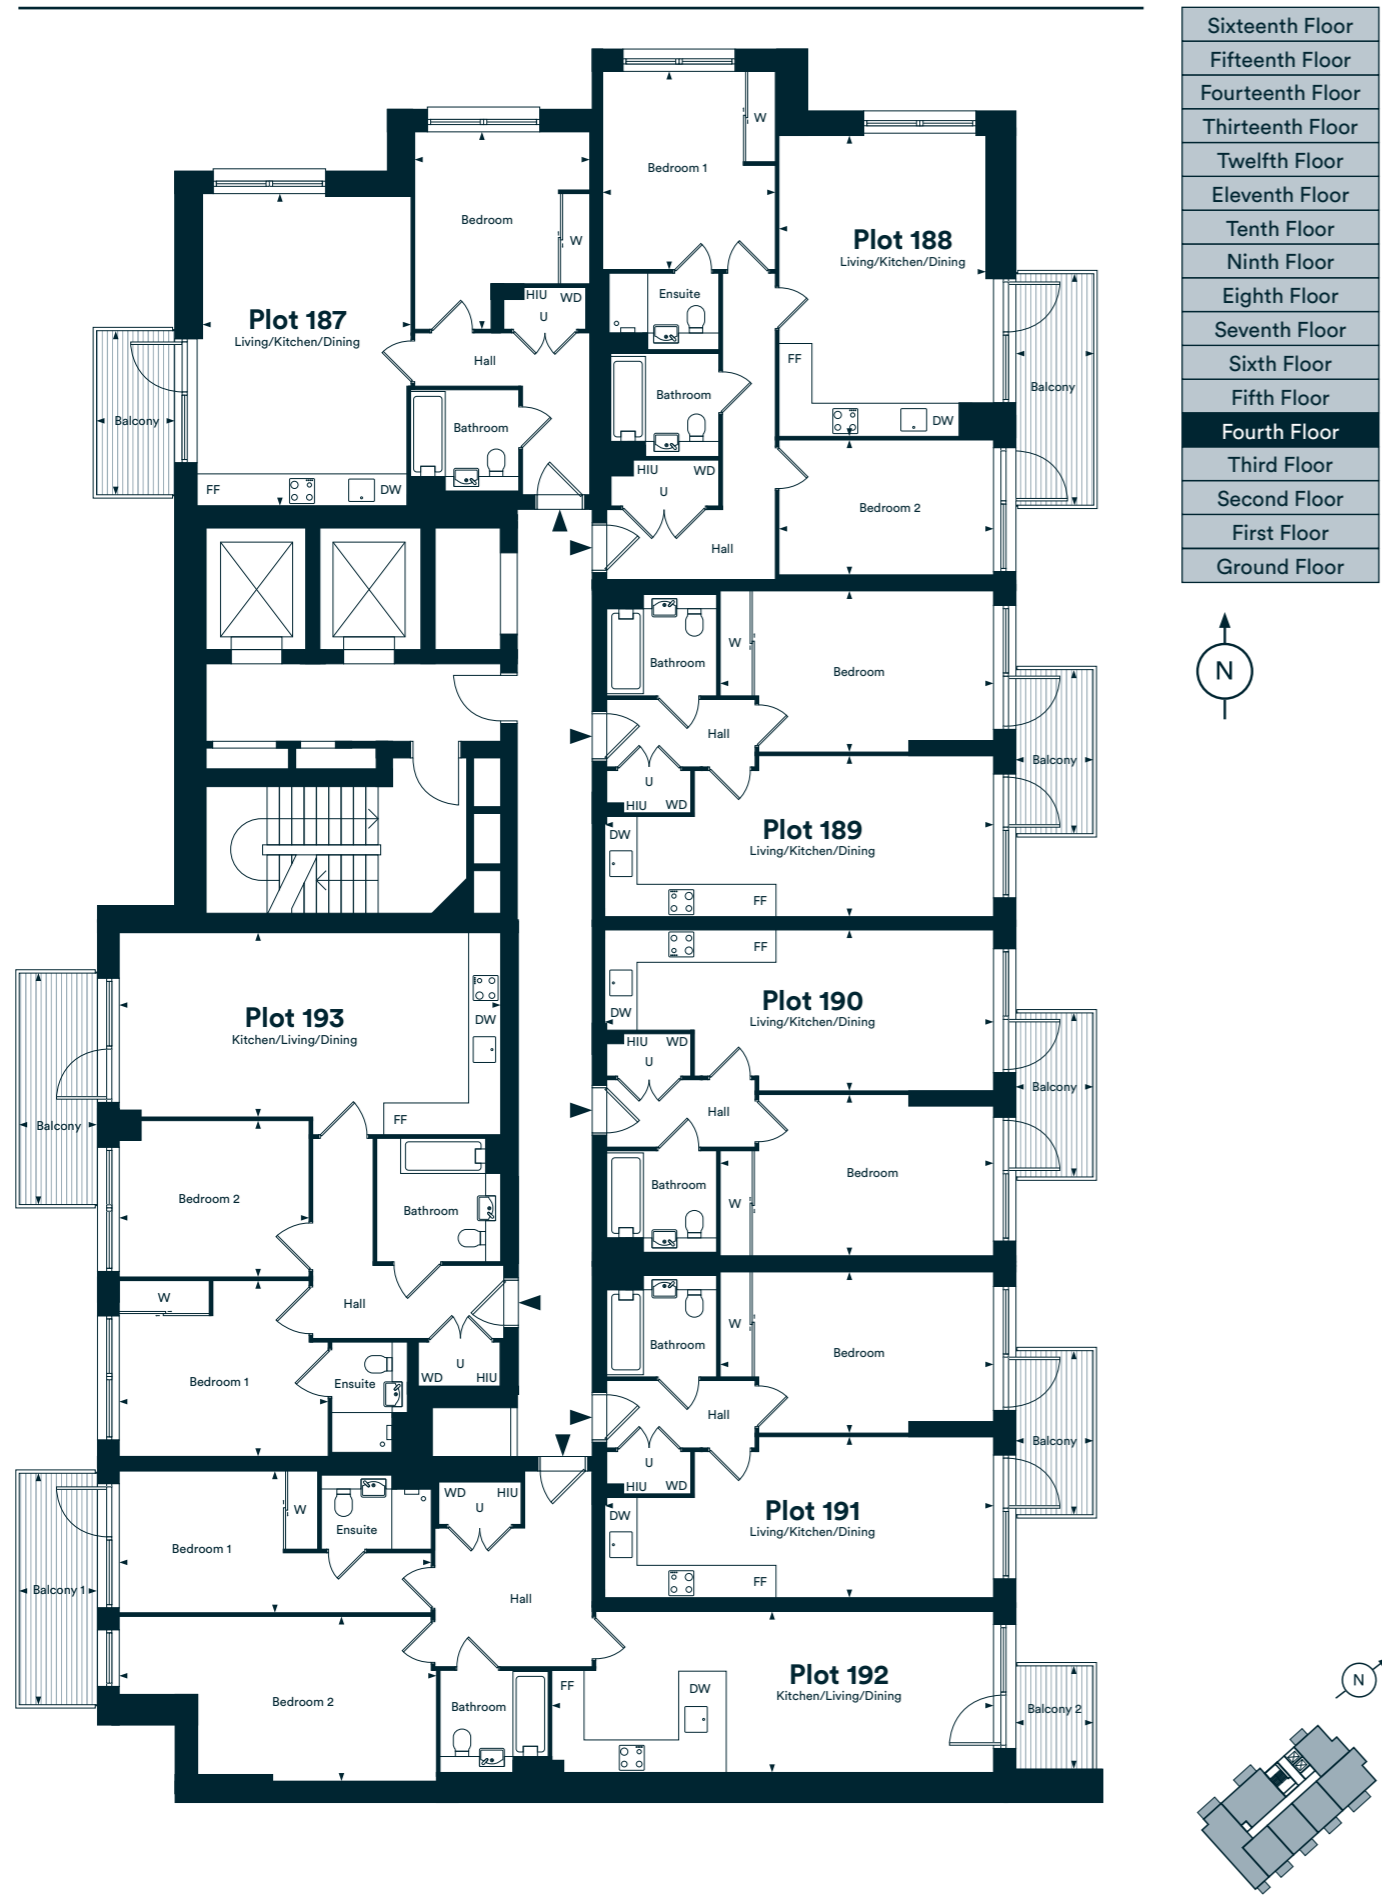 Sixteenth Floor
Fifteenth Floor
Fourteenth Floor
Thirteenth Floor
Twelfth Floor
Eleventh Floor
Tenth Floor
Ninth Floor
Eighth Floor
Seventh Floor
Sixth Floor
Fifth Floor
Fourth Floor
Third Floor
Second Floor
First Floor
Ground Floor
N
Plot 187
Living/Kitchen/Dining
Balcony
FF
DW
Bedroom
W
HIU WD
U
Hall
Bathroom
Bedroom 1
W
Ensuite
Bathroom
HIU WD
U
Hall
Plot 188
Living/Kitchen/Dining
FF
DW
Balcony
Bedroom 2
Bathroom
W
Bedroom
Hall
U
HIU WD
Balcony
Plot 189
Living/Kitchen/Dining
DW
FF
FF
Plot 190
Living/Kitchen/Dining
DW
HIU WD
U
Hall
Balcony
Bathroom
W
Bedroom
Plot 193
Kitchen/Living/Dining
DW
FF
Balcony
Bedroom 2
Bathroom
Hall
W
Bedroom 1
Ensuite
U
WD HIU
Bathroom
W
Bedroom
Hall
U
HIU WD
Balcony
Plot 191
Living/Kitchen/Dining
DW
FF
Bedroom 1
W
Ensuite
WD HIU
U
Balcony 1
Hall
Bedroom 2
Bathroom
FF
DW
Plot 192
Kitchen/Living/Dining
Balcony 2
N